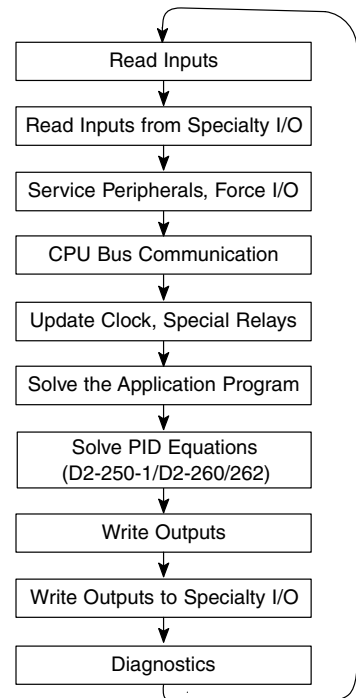 Read Inputs
Read Inputs from Specialty I/O
Service Peripherals, Force I/O
CPU Bus Communication
Update Clock, Special Relays
Solve the Application Program
Solve PID Equations
(D2-250-1/D2-260/262)
Write Outputs
Write Outputs to Specialty I/O
Diagnostics